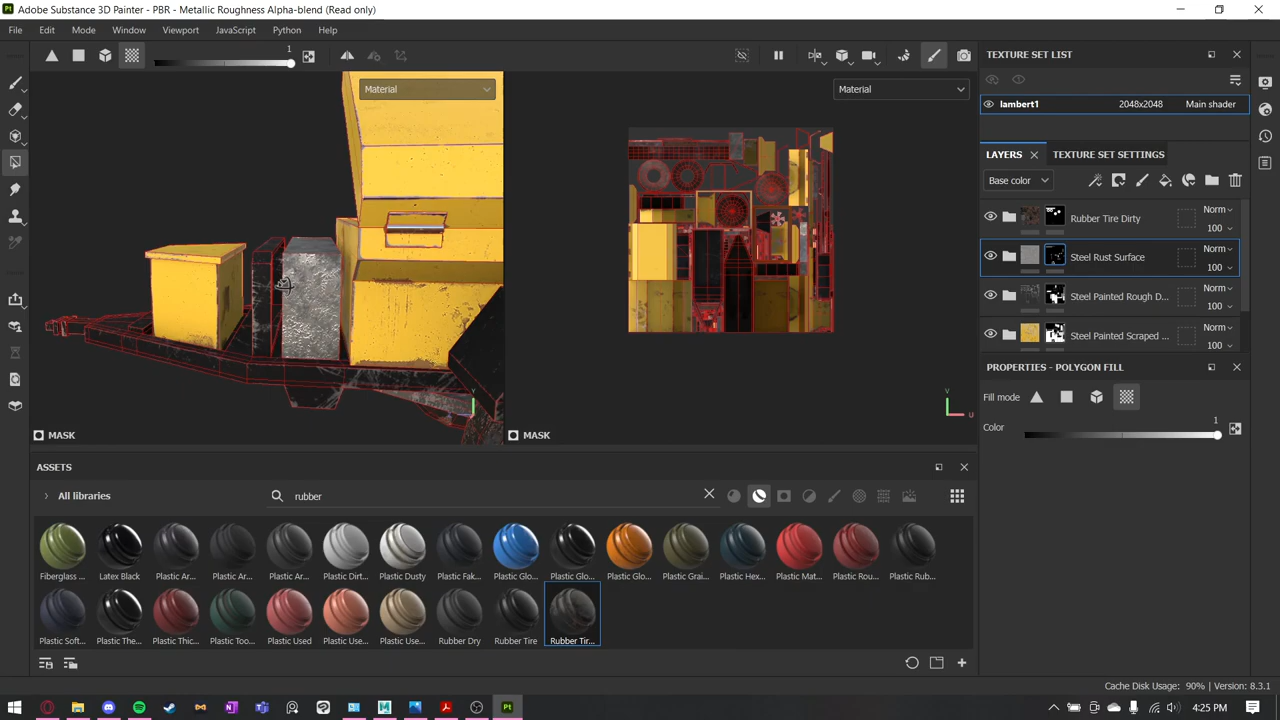 Adobe Substance 3D Painter - PBR - Metallic Roughness Alpha-blend (Read only)
File Edit Mode Window Viewport JavaScript Python Help
1
Material
Material
MASK
MASK
TEXTURE SET LIST
lambert1 2048x2048 Main shader
LAYERS TEXTURE SET SETTINGS
Base color
Rubber Tire Dirty Norm 100
Steel Rust Surface Norm 100
Steel Painted Rough D... Norm 100
Steel Painted Scraped ... Norm 100
PROPERTIES - POLYGON FILL
Fill mode
Color 1
V
U
Y
ASSETS
All libraries
rubber
Fiberglass ... Latex Black Plastic Ar... Plastic Ar... Plastic Ar... Plastic Dirt... Plastic Dusty Plastic Fak... Plastic Glo... Plastic Glo... Plastic Glo... Plastic Grai... Plastic Hex... Plastic Mat... Plastic Rou... Plastic Rub...
Plastic Soft... Plastic The... Plastic Thic... Plastic Too... Plastic Used Plastic Use... Plastic Use... Rubber Dry Rubber Tire Rubber Tir...
Cache Disk Usage: 90% | Version: 8.3.1
4:25 PM